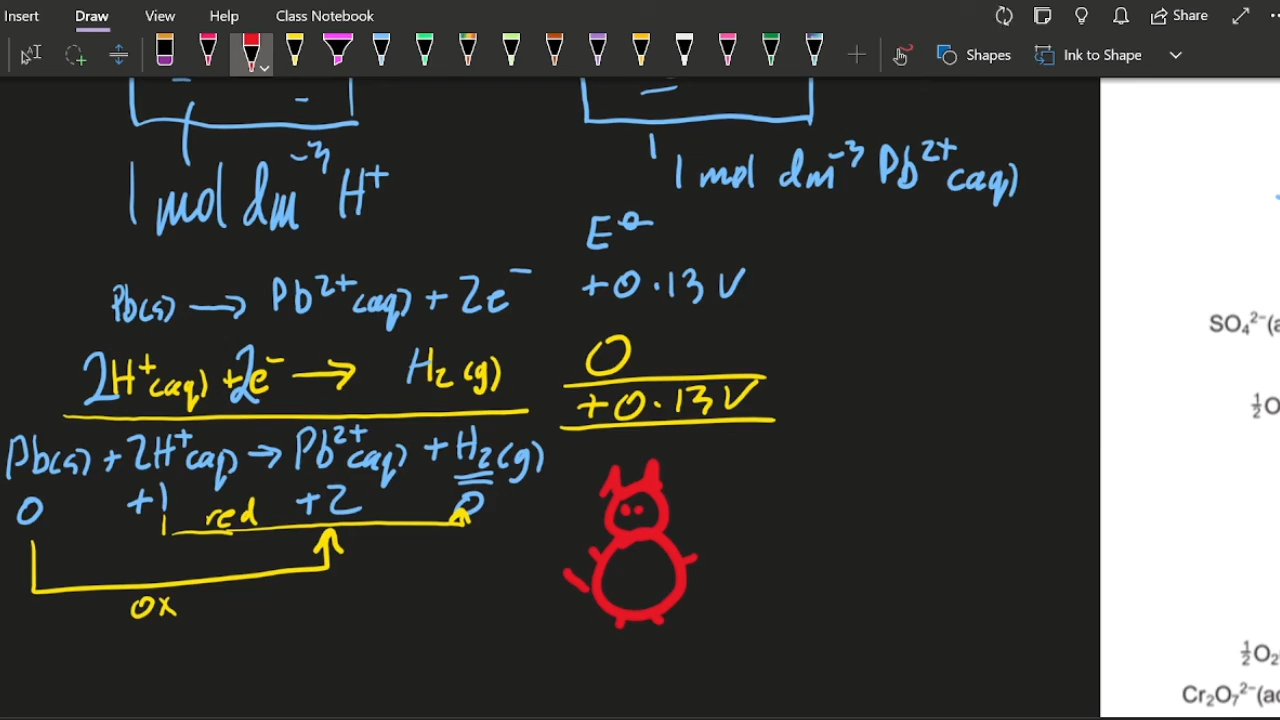 Insert Draw View Help Class Notebook Share
Shapes Ink to Shape
1 mol dm⁻³ H⁺
1 mol dm⁻³ Pb²⁺(aq)
E⦵
Pb(s) → Pb²⁺(aq) + 2e⁻ +0.13 V
2H⁺(aq) + 2e⁻ → H₂(g) 0
+0.13 V
Pb(s) + 2H⁺(aq) → Pb²⁺(aq) + H₂(g)
0 +1 red +2 0
ox
SO₄²⁻(a
½O
½O₂
Cr₂O₇²⁻(ac